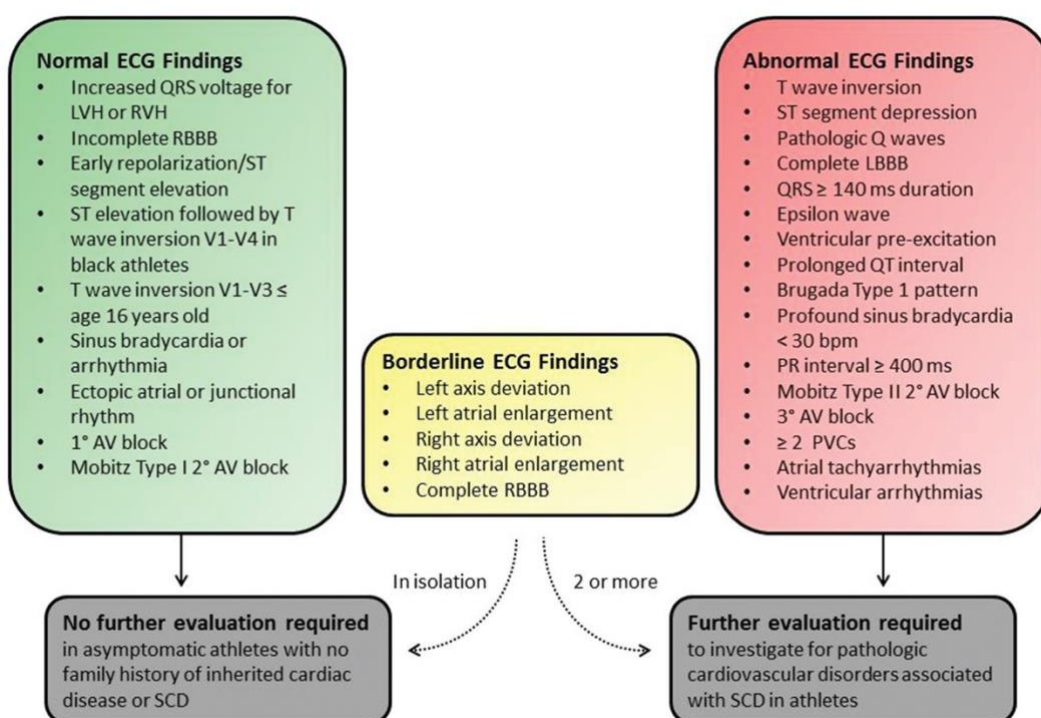 Normal ECG Findings
• Increased QRS voltage for
LVH or RVH
• Incomplete RBBB
• Early repolarization/ST
segment elevation
• ST elevation followed by T
wave inversion V1-V4 in
black athletes
• T wave inversion V1-V3 ≤
age 16 years old
• Sinus bradycardia or
arrhythmia
• Ectopic atrial or junctional
rhythm
• 1° AV block
• Mobitz Type I 2° AV block
Borderline ECG Findings
• Left axis deviation
• Left atrial enlargement
• Right axis deviation
• Right atrial enlargement
• Complete RBBB
Abnormal ECG Findings
• T wave inversion
• ST segment depression
• Pathologic Q waves
• Complete LBBB
• QRS ≥ 140 ms duration
• Epsilon wave
• Ventricular pre-excitation
• Prolonged QT interval
• Brugada Type 1 pattern
• Profound sinus bradycardia
< 30 bpm
• PR interval ≥ 400 ms
• Mobitz Type II 2° AV block
• 3° AV block
• ≥ 2 PVCs
• Atrial tachyarrhythmias
• Ventricular arrhythmias
In isolation
2 or more
No further evaluation required
in asymptomatic athletes with no
family history of inherited cardiac
disease or SCD
Further evaluation required
to investigate for pathologic
cardiovascular disorders associated
with SCD in athletes